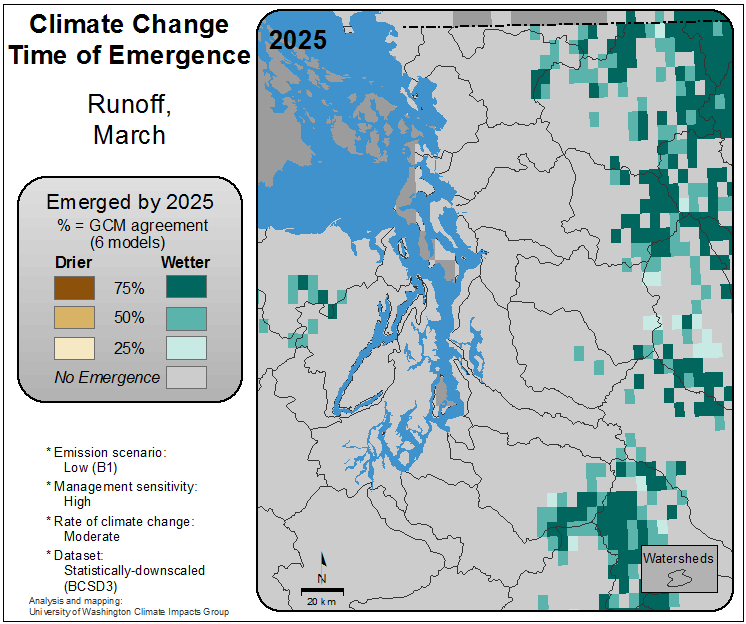 Climate Change
Time of Emergence
Runoff,
March
Emerged by 2025
% = GCM agreement
(6 models)
Drier
Wetter
75%
50%
25%
No Emergence
* Emission scenario:
Low (B1)
* Management sensitivity:
High
* Rate of climate change:
Moderate
* Dataset:
Statistically-downscaled
(BCSD3)
Analysis and mapping:
University of Washington Climate Impacts Group
2025
N
20 km
Watersheds